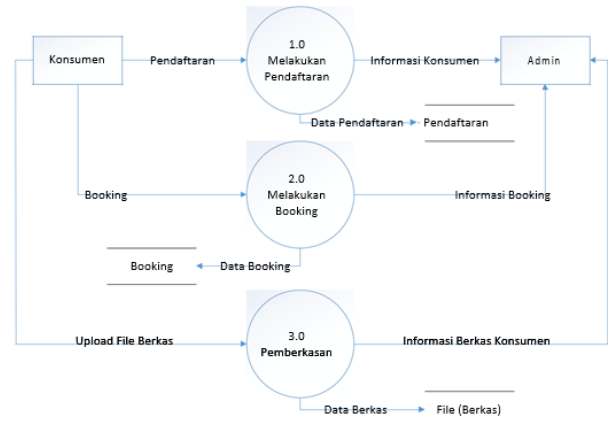 1.0
Konsumen
Pendaftaran
Melakukan
Pendaftaran
Informasi Konsumen
Admin
Data Pendaftaran
Pendaftaran
2.0
Booking
Melakukan
Booking
Informasi Booking
Booking
Data Booking
3.0
Upload File Berkas
Pemberkasan
Informasi Berkas Konsumen
Data Berkas
File (Berkas)